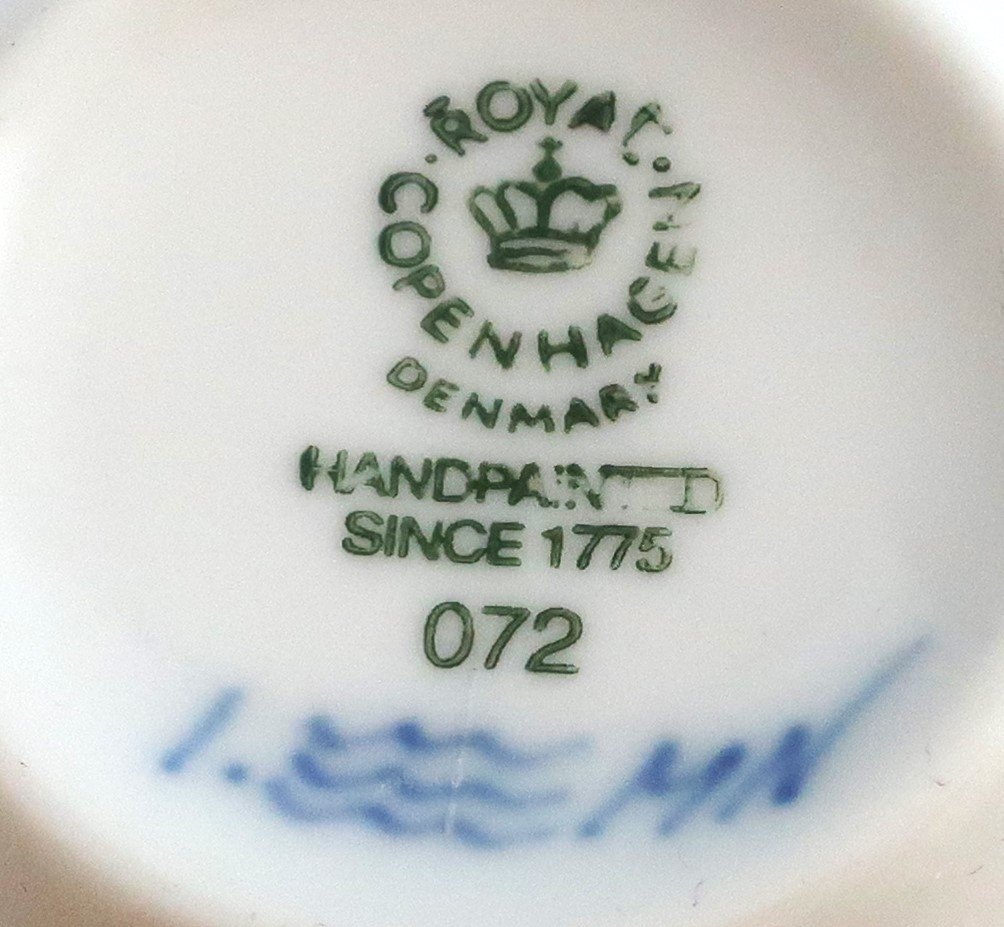 ROYAL
COPENHAGEN
DENMARK
HANDPAINTED
SINCE 1775
072